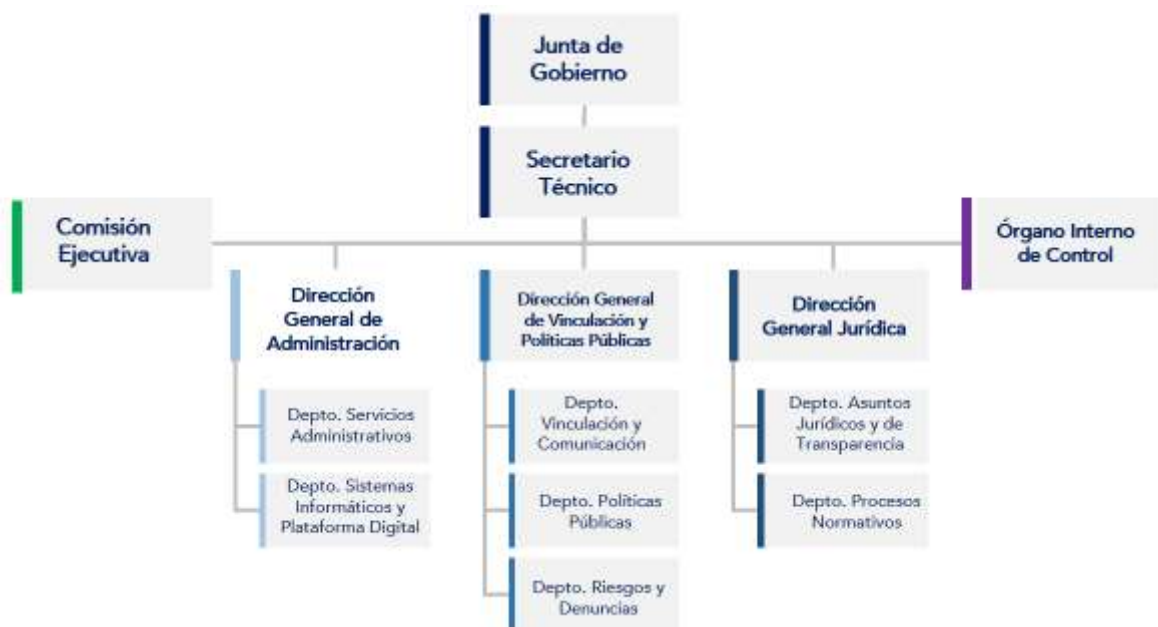 Junta de
Gobierno
Secretario
Técnico
Comisión
Ejecutiva
Órgano Interno
de Control
Dirección
General de
Administración
Dirección General
de Vinculación y
Políticas Públicas
Dirección
General Jurídica
Depto. Servicios
Administrativos
Depto. Sistemas
Informáticos y
Plataforma Digital
Depto.
Vinculación y
Comunicación
Depto. Políticas
Públicas
Depto. Riesgos y
Denuncias
Depto. Asuntos
Jurídicos y de
Transparencia
Depto. Procesos
Normativos